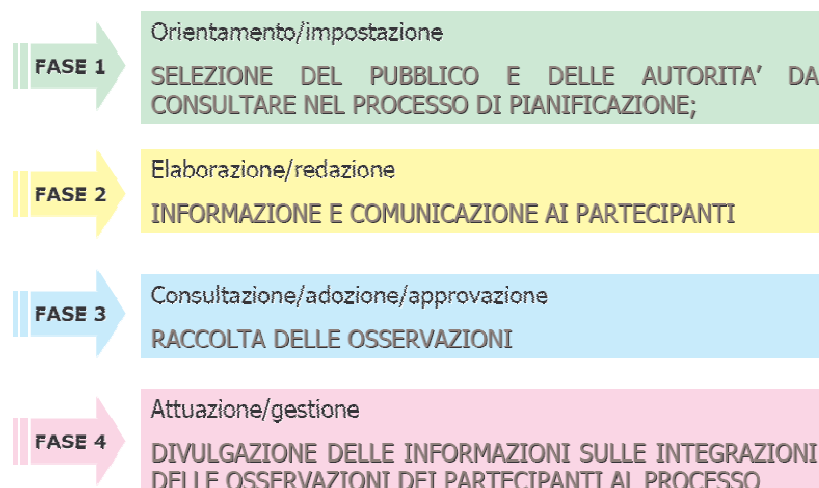 FASE 1
Orientamento/impostazione
SELEZIONE DEL PUBBLICO E DELLE AUTORITA' DA
CONSULTARE NEL PROCESSO DI PIANIFICAZIONE;
FASE 2
Elaborazione/redazione
INFORMAZIONE E COMUNICAZIONE AI PARTECIPANTI
FASE 3
Consultazione/adozione/approvazione
RACCOLTA DELLE OSSERVAZIONI
FASE 4
Attuazione/gestione
DIVULGAZIONE DELLE INFORMAZIONI SULLE INTEGRAZIONI
DELLE OSSERVAZIONI DEI PARTECIPANTI AL PROCESSO